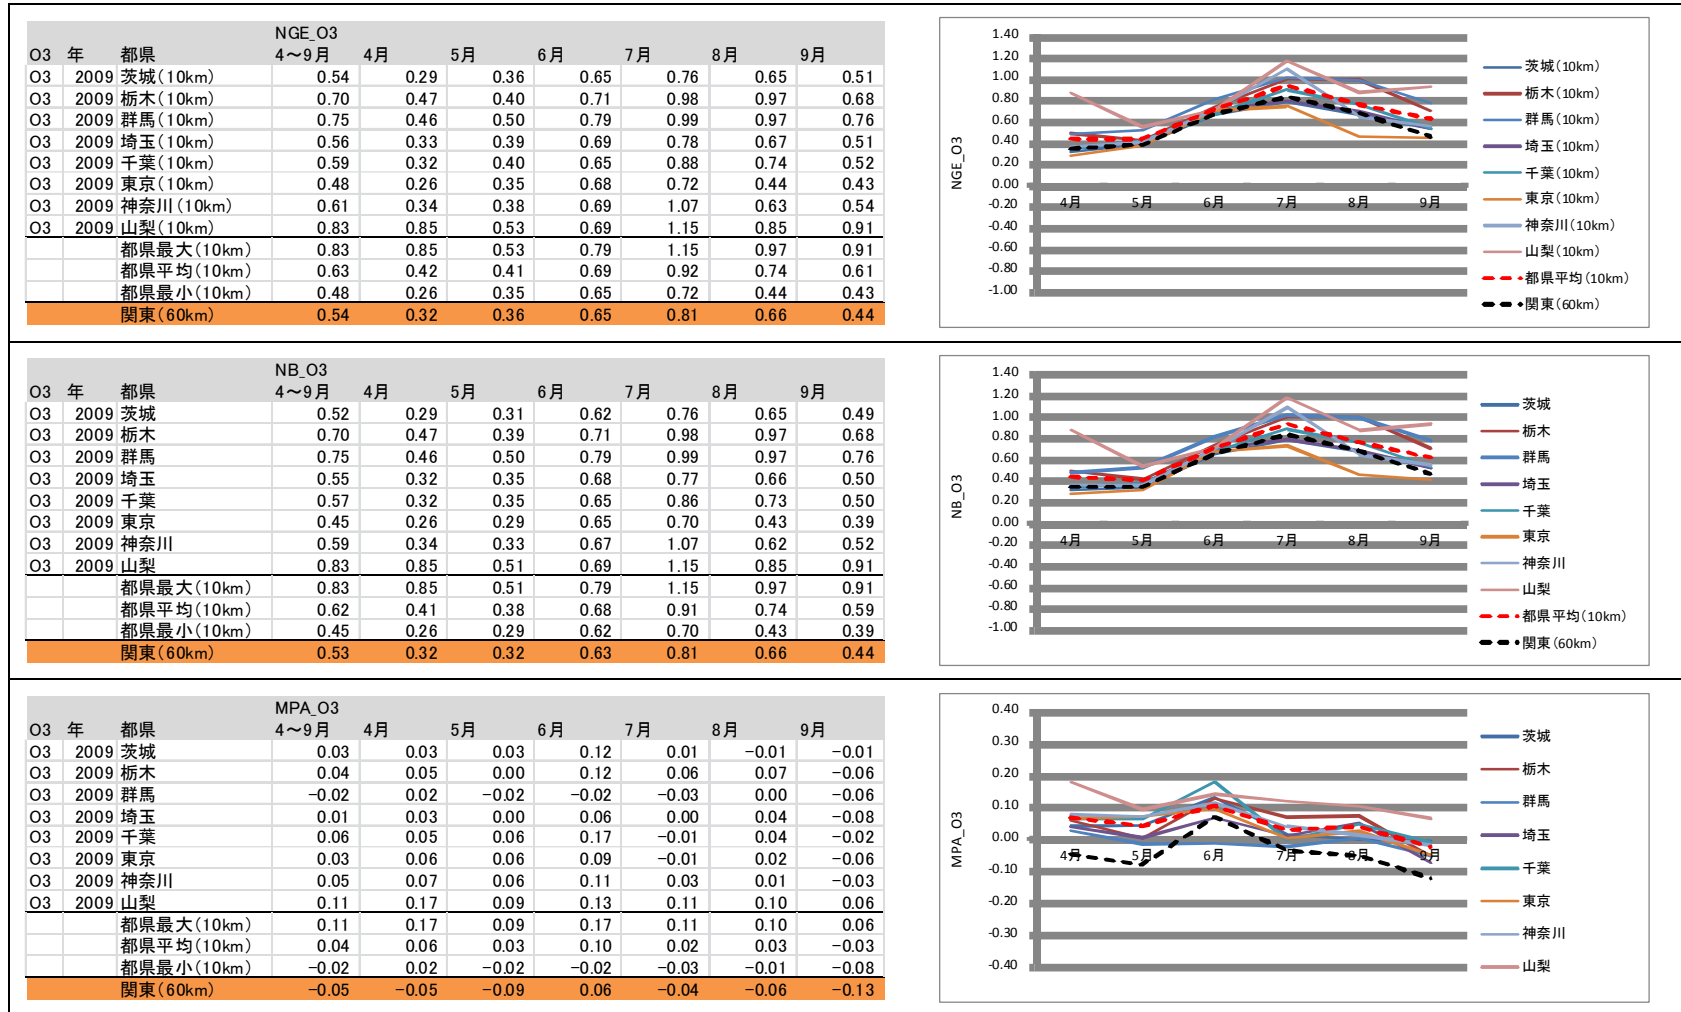 NGE_O3
O3 年 都県 4～9月 4月 5月 6月 7月 8月 9月
O3 2009 茨城(10km) 0.54 0.29 0.36 0.65 0.76 0.65 0.51
O3 2009 栃木(10km) 0.70 0.47 0.40 0.71 0.98 0.97 0.68
O3 2009 群馬(10km) 0.75 0.46 0.50 0.79 0.99 0.97 0.76
O3 2009 埼玉(10km) 0.56 0.33 0.39 0.69 0.78 0.67 0.51
O3 2009 千葉(10km) 0.59 0.32 0.40 0.65 0.88 0.74 0.52
O3 2009 東京(10km) 0.48 0.26 0.35 0.68 0.72 0.44 0.43
O3 2009 神奈川(10km) 0.61 0.34 0.38 0.69 1.07 0.63 0.54
O3 2009 山梨(10km) 0.83 0.85 0.53 0.69 1.15 0.85 0.91
都県最大(10km) 0.83 0.85 0.53 0.79 1.15 0.97 0.91
都県平均(10km) 0.63 0.42 0.41 0.69 0.92 0.74 0.61
都県最小(10km) 0.48 0.26 0.35 0.65 0.72 0.44 0.43
関東(60km) 0.54 0.32 0.36 0.65 0.81 0.66 0.44
NGE_O3
1.40
1.20
1.00
0.80
0.60
0.40
0.20
0.00
-0.20
-0.40
-0.60
-0.80
-1.00
4月 5月 6月 7月 8月 9月
茨城(10km)
栃木(10km)
群馬(10km)
埼玉(10km)
千葉(10km)
東京(10km)
神奈川(10km)
山梨(10km)
都県平均(10km)
関東(60km)
NB_O3
O3 年 都県 4～9月 4月 5月 6月 7月 8月 9月
O3 2009 茨城 0.52 0.29 0.31 0.62 0.76 0.65 0.49
O3 2009 栃木 0.70 0.47 0.39 0.71 0.98 0.97 0.68
O3 2009 群馬 0.75 0.46 0.50 0.79 0.99 0.97 0.76
O3 2009 埼玉 0.55 0.32 0.35 0.68 0.77 0.66 0.50
O3 2009 千葉 0.57 0.32 0.35 0.65 0.86 0.73 0.50
O3 2009 東京 0.45 0.26 0.29 0.65 0.70 0.43 0.39
O3 2009 神奈川 0.59 0.34 0.33 0.67 1.07 0.62 0.52
O3 2009 山梨 0.83 0.85 0.51 0.69 1.15 0.85 0.91
都県最大(10km) 0.83 0.85 0.51 0.79 1.15 0.97 0.91
都県平均(10km) 0.62 0.41 0.38 0.68 0.91 0.74 0.59
都県最小(10km) 0.45 0.26 0.29 0.62 0.70 0.43 0.39
関東(60km) 0.53 0.32 0.32 0.63 0.81 0.66 0.44
NB_O3
1.40
1.20
1.00
0.80
0.60
0.40
0.20
0.00
-0.20
-0.40
-0.60
-0.80
-1.00
4月 5月 6月 7月 8月 9月
茨城
栃木
群馬
埼玉
千葉
東京
神奈川
山梨
都県平均(10km)
関東(60km)
MPA_O3
O3 年 都県 4～9月 4月 5月 6月 7月 8月 9月
O3 2009 茨城 0.03 0.03 0.03 0.12 0.01 −0.01 −0.01
O3 2009 栃木 0.04 0.05 0.00 0.12 0.06 0.07 −0.06
O3 2009 群馬 −0.02 0.02 −0.02 −0.02 −0.03 0.00 −0.06
O3 2009 埼玉 0.01 0.03 0.00 0.06 0.00 0.04 −0.08
O3 2009 千葉 0.06 0.05 0.06 0.17 −0.01 0.04 −0.02
O3 2009 東京 0.03 0.06 0.06 0.09 −0.01 0.02 −0.06
O3 2009 神奈川 0.05 0.07 0.06 0.11 0.03 0.01 −0.03
O3 2009 山梨 0.11 0.17 0.09 0.13 0.11 0.10 0.06
都県最大(10km) 0.11 0.17 0.09 0.17 0.11 0.10 0.06
都県平均(10km) 0.04 0.06 0.03 0.10 0.02 0.03 −0.03
都県最小(10km) −0.02 0.02 −0.02 −0.02 −0.03 −0.01 −0.08
関東(60km) −0.05 −0.05 −0.09 0.06 −0.04 −0.06 −0.13
MPA_O3
0.40
0.30
0.20
0.10
0.00
-0.10
-0.20
-0.30
-0.40
4月 5月 6月 7月 8月 9月
茨城
栃木
群馬
埼玉
千葉
東京
神奈川
山梨